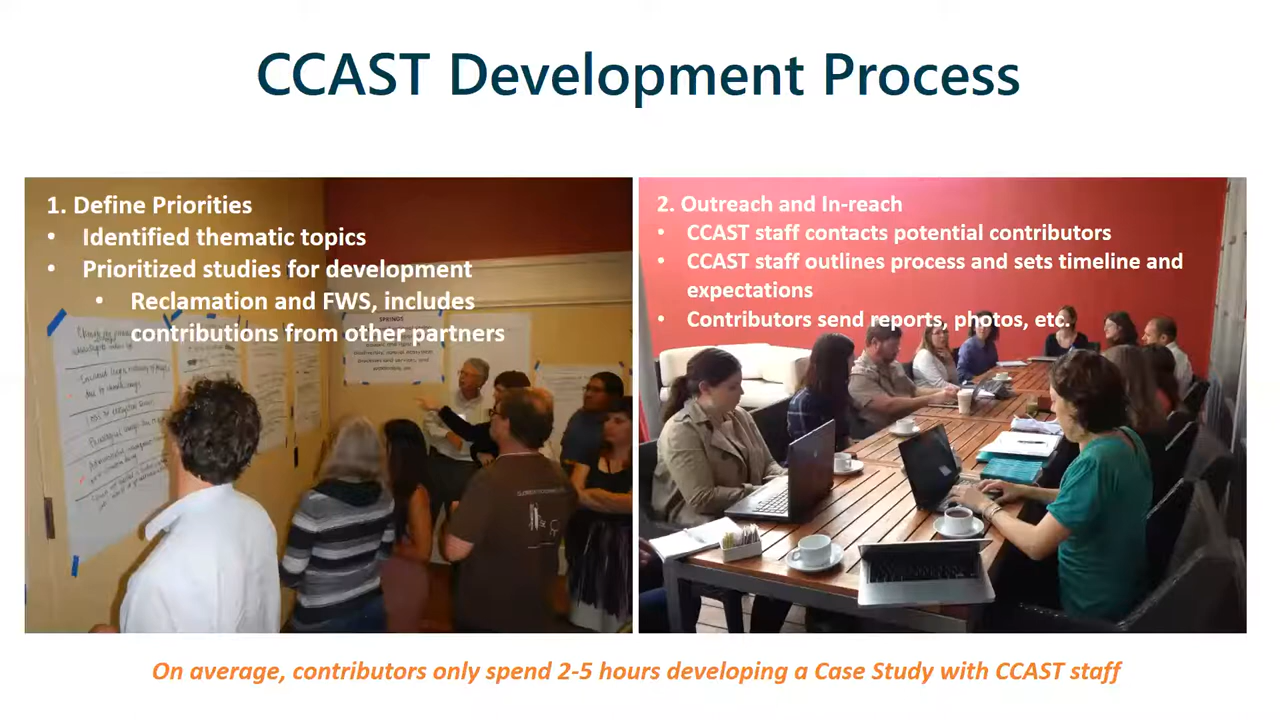 CCAST Development Process
1. Define Priorities
• Identified thematic topics
• Prioritized studies for development
• Reclamation and FWS, includes
contributions from other partners
2. Outreach and In-reach
• CCAST staff contacts potential contributors
• CCAST staff outlines process and sets timeline and
expectations
• Contributors send reports, photos, etc.
SPRINGS
On average, contributors only spend 2-5 hours developing a Case Study with CCAST staff